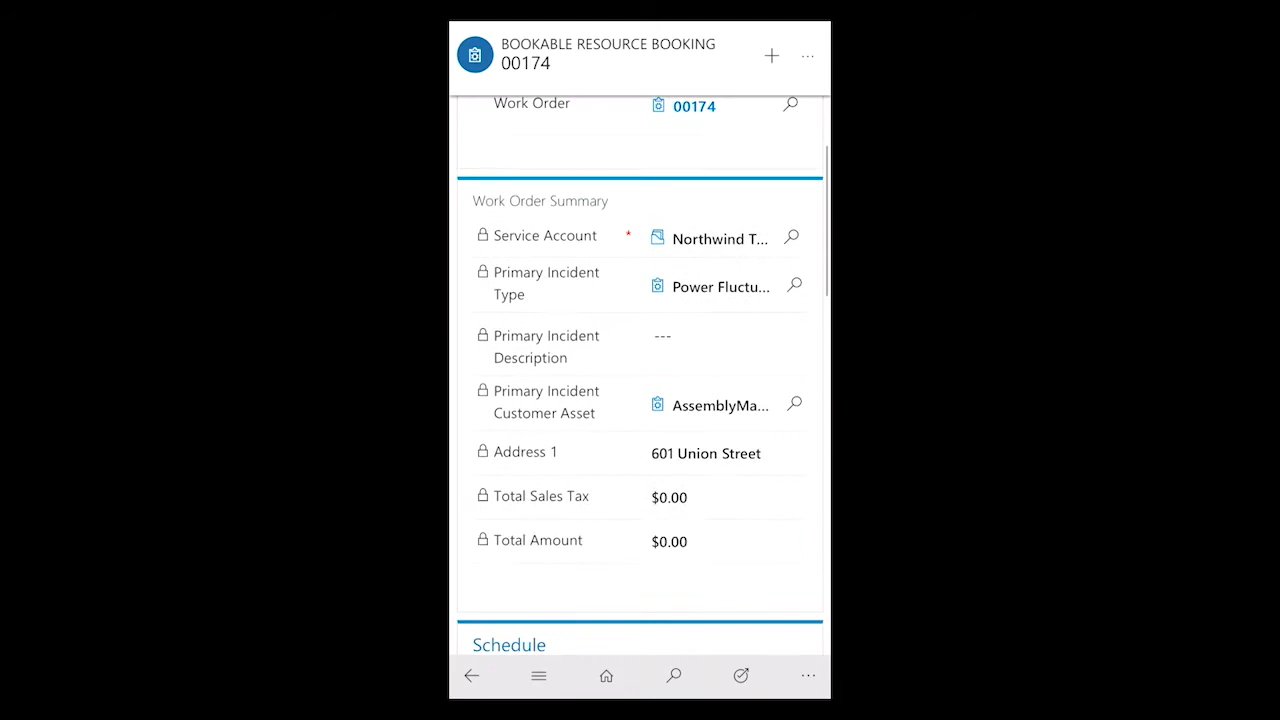 BOOKABLE RESOURCE BOOKING
00174
Work Order 00174
Work Order Summary
Service Account * Northwind T...
Primary Incident Type Power Fluctu...
Primary Incident Description ---
Primary Incident Customer Asset AssemblyMa...
Address 1 601 Union Street
Total Sales Tax $0.00
Total Amount $0.00
Schedule